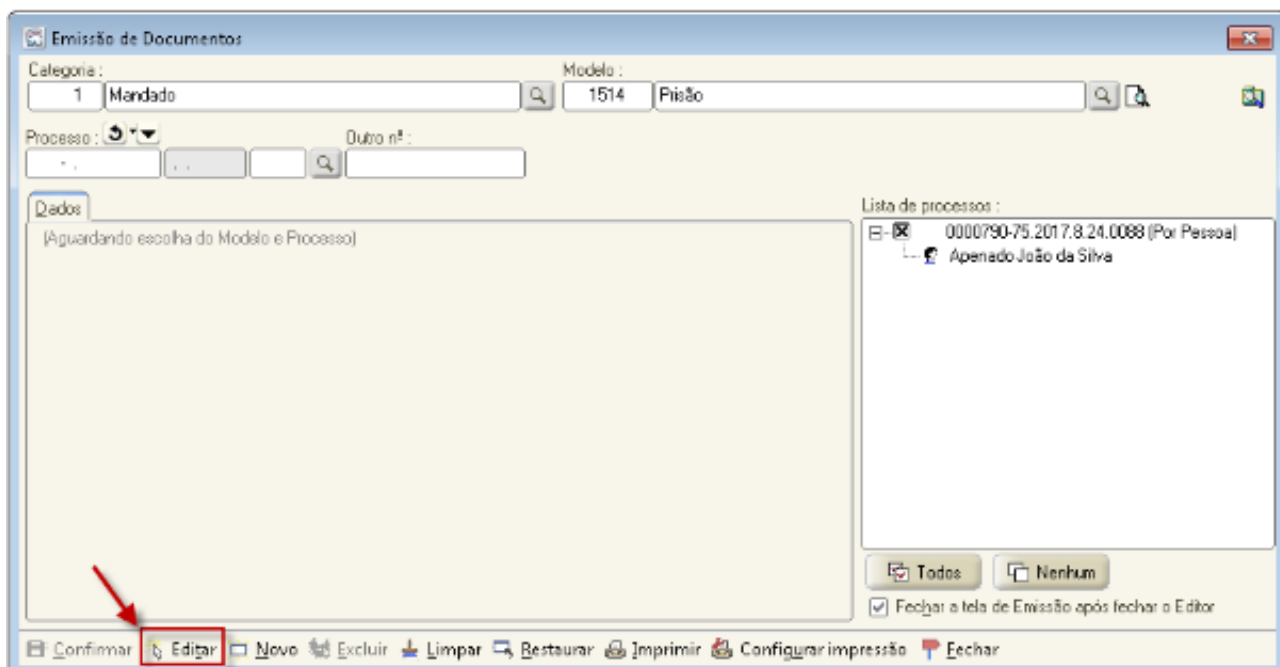 Emissão de Documentos
Categoria : Modelo :
1 Mandado 1514 Prisão
Processo : Outro nº :
- . . .
Dados Lista de processos :
(Aguardando escolha do Modelo e Processo) 0000790-75.2017.8.24.0088 (Por Pessoa)
Apenado João da Silva
Todos Nenhum
Fechar a tela de Emissão após fechar o Editor
Confirmar Editar Novo Excluir Limpar Restaurar Imprimir Configurar impressão Fechar